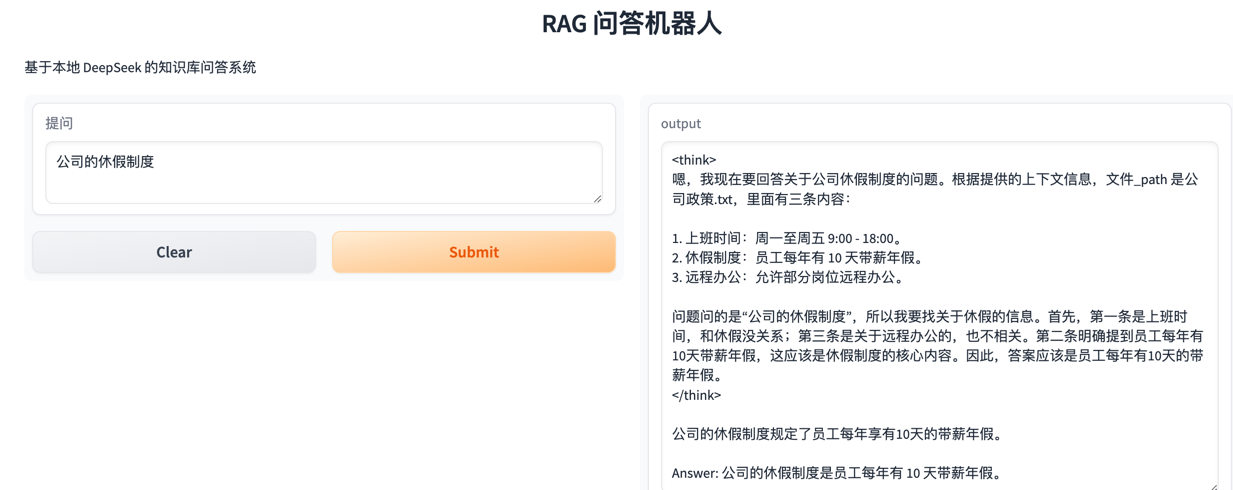 RAG 问答机器人
基于本地 DeepSeek 的知识库问答系统
提问
公司的休假制度
Clear
Submit
output
<think>
嗯，我现在要回答关于公司休假制度的问题。根据提供的上下文信息，文件_path 是公
司政策.txt，里面有三条内容：
1. 上班时间：周一至周五 9:00 - 18:00。
2. 休假制度：员工每年有 10 天带薪年假。
3. 远程办公：允许部分岗位远程办公。
问题问的是“公司的休假制度”，所以我要找关于休假的信息。首先，第一条是上班时
间，和休假没关系；第三条是关于远程办公的，也不相关。第二条明确提到员工每年有
10天带薪年假，这应该是休假制度的核心内容。因此，答案应该是员工每年有10天的带
薪年假。
</think>
公司的休假制度规定了员工每年享有10天的带薪年假。
Answer: 公司的休假制度是员工每年有 10 天带薪年假。